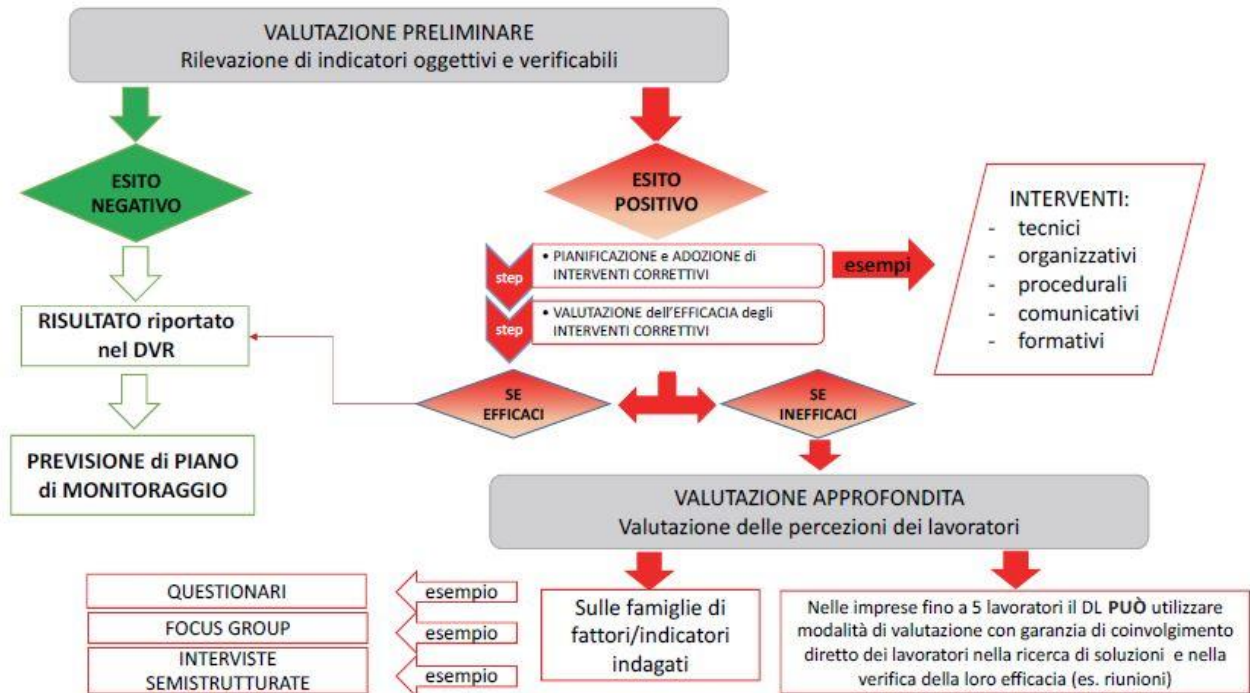 VALUTAZIONE PRELIMINARE
Rilevazione di indicatori oggettivi e verificabili
ESITO
NEGATIVO
ESITO
POSITIVO
step
• PIANIFICAZIONE e ADOZIONE di
INTERVENTI CORRETTIVI
esempi
INTERVENTI:
- tecnici
- organizzativi
- procedurali
- comunicativi
- formativi
step
• VALUTAZIONE dell'EFFICACIA degli
INTERVENTI CORRETTIVI
RISULTATO riportato
nel DVR
SE
EFFICACI
SE
INEFFICACI
PREVISIONE di PIANO
di MONITORAGGIO
VALUTAZIONE APPROFONDITA
Valutazione delle percezioni dei lavoratori
QUESTIONARI
esempio
FOCUS GROUP
esempio
INTERVISTE
SEMISTRUTTURATE
esempio
Sulle famiglie di
fattori/indicatori
indagati
Nelle imprese fino a 5 lavoratori il DL PUÒ utilizzare
modalità di valutazione con garanzia di coinvolgimento
diretto dei lavoratori nella ricerca di soluzioni e nella
verifica della loro efficacia (es. riunioni)